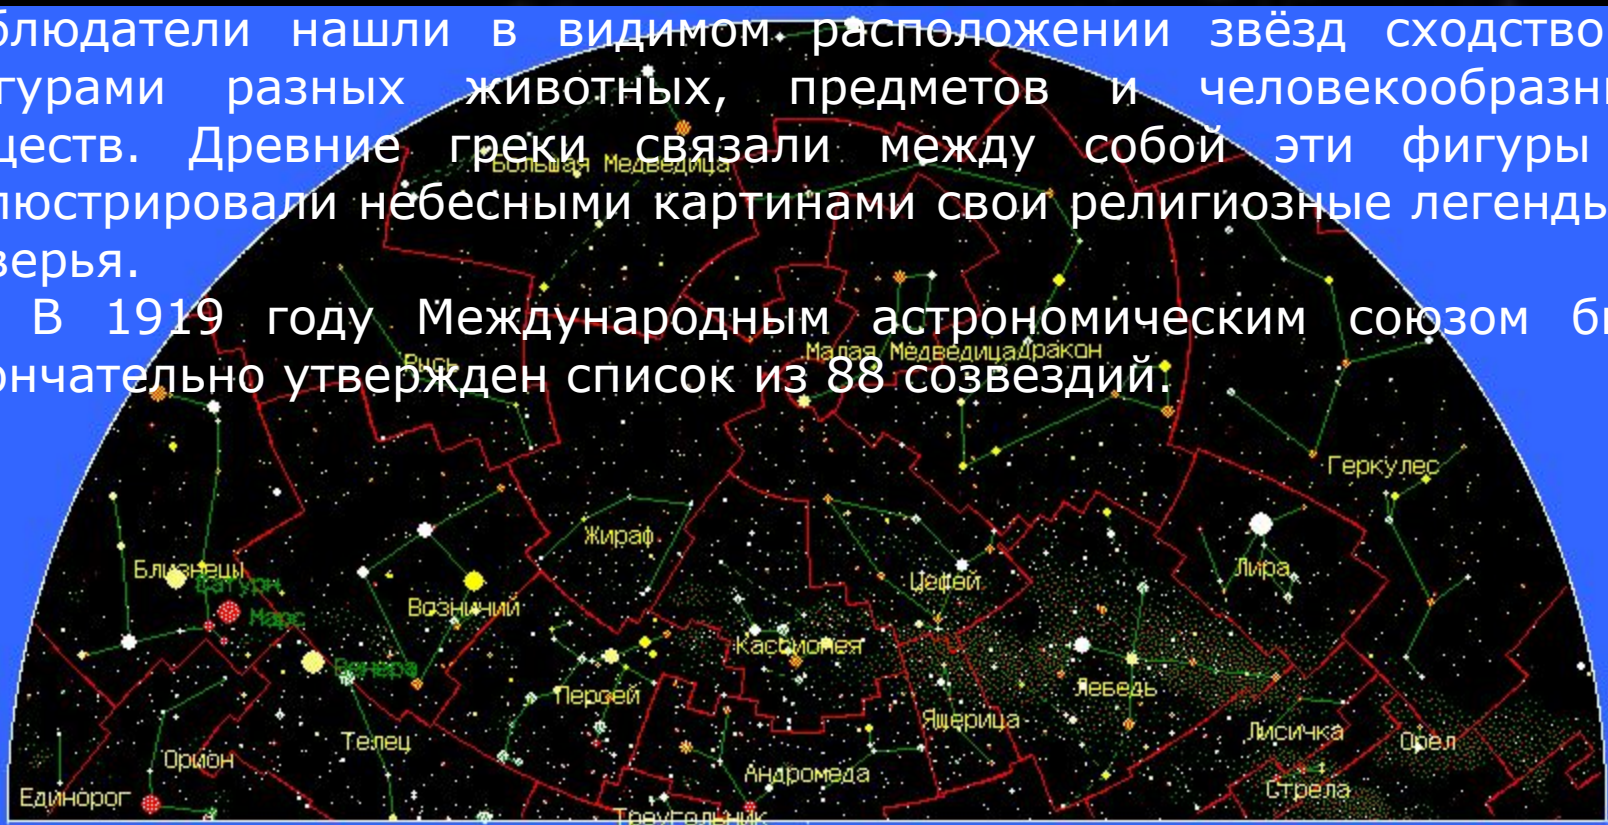 блюдатели нашли в видимом расположении звёзд сходство
гурами разных животных, предметов и человекообразн
ществ. Древние греки связали между собой эти фигуры
люстрировали небесными картинами свои религиозные легенды
верья.
В 1919 году Международным астрономическим союзом б
ончательно утвержден список из 88 созвездий.
Большая Медведица
Рысь
Малая Медведица
Дракон
Геркулес
Жираф
Близнецы
Сатурн
Марс
Возничий
Цефей
Лира
Кассиопея
Венера
Персей
Лебедь
Ящерица
Телец
Лисичка
Орел
Орион
Андромеда
Единорог
Стрела
Треугольник